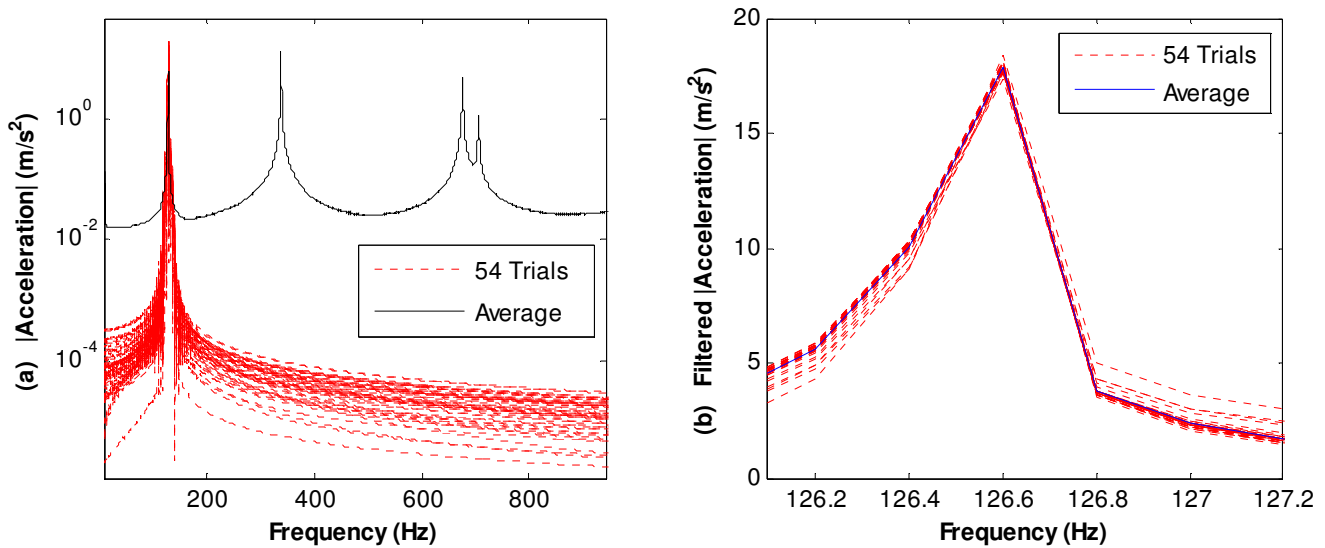 (a) |Acceleration| (m/s²)
10⁰
10⁻²
10⁻⁴
54 Trials
Average
200
400
600
800
Frequency (Hz)
(b) Filtered |Acceleration| (m/s²)
20
15
10
5
0
54 Trials
Average
126.2
126.4
126.6
126.8
127
127.2
Frequency (Hz)